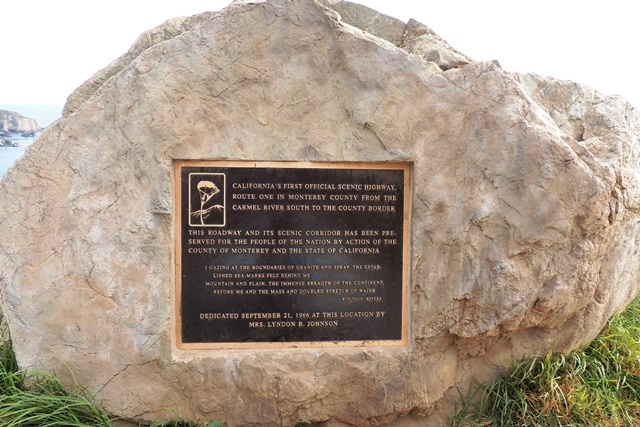 CALIFORNIA'S FIRST OFFICIAL SCENIC HIGHWAY,
ROUTE ONE IN MONTEREY COUNTY FROM THE
CARMEL RIVER SOUTH TO THE COUNTY BORDER
THIS ROADWAY AND ITS SCENIC CORRIDOR HAS BEEN PRE-
SERVED FOR THE PEOPLE OF THE NATION BY ACTION OF THE
COUNTY OF MONTEREY AND THE STATE OF CALIFORNIA
I GAZING AT THE BOUNDARIES OF GRANITE AND SPRAY, THE ESTAB-
LISHED SEA-MARKS FELT BEHIND ME
MOUNTAIN AND PLAIN, THE IMMENSE BREADTH OF THE CONTINENT,
BEFORE ME AND THE MASS AND DOUBLED STRETCH OF WATER
JEFFERS
DEDICATED SEPTEMBER 21, 1966 AT THIS LOCATION BY
MRS. LYNDON B. JOHNSON